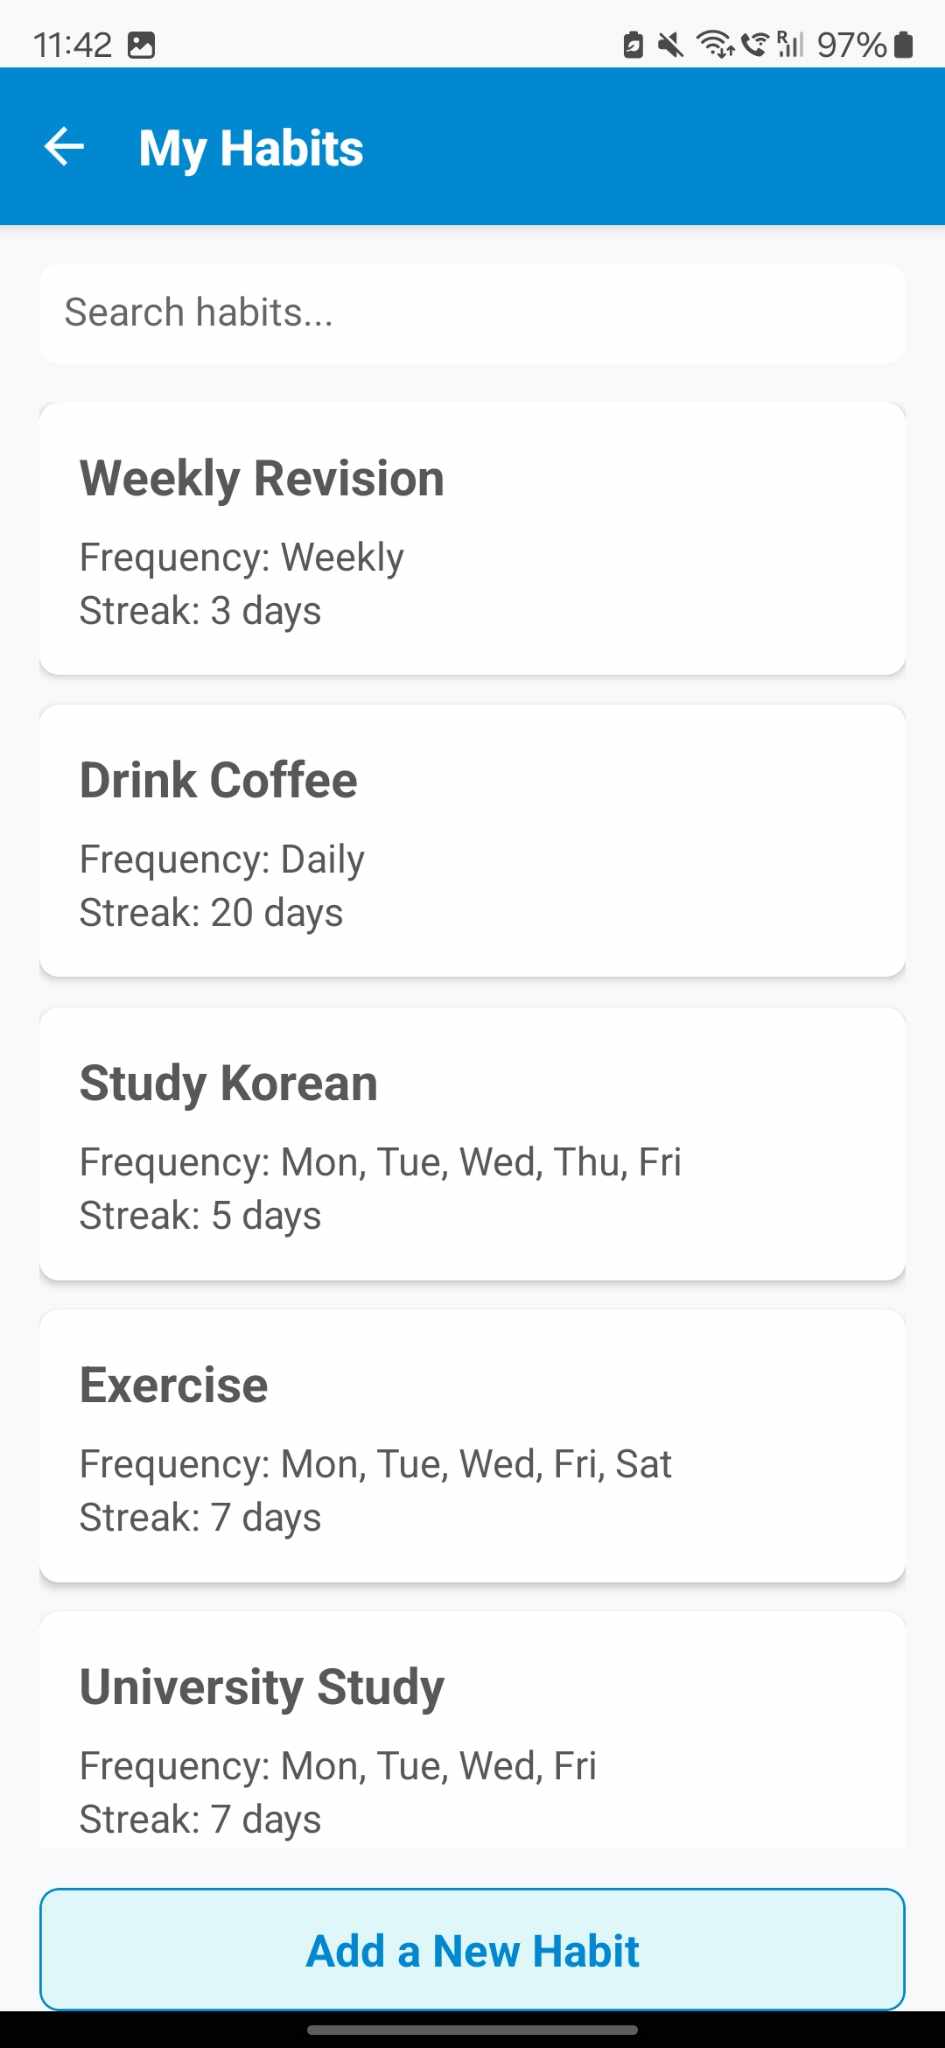 11:42
R 97%
My Habits
Search habits...
Weekly Revision
Frequency: Weekly
Streak: 3 days
Drink Coffee
Frequency: Daily
Streak: 20 days
Study Korean
Frequency: Mon, Tue, Wed, Thu, Fri
Streak: 5 days
Exercise
Frequency: Mon, Tue, Wed, Fri, Sat
Streak: 7 days
University Study
Frequency: Mon, Tue, Wed, Fri
Streak: 7 days
Add a New Habit